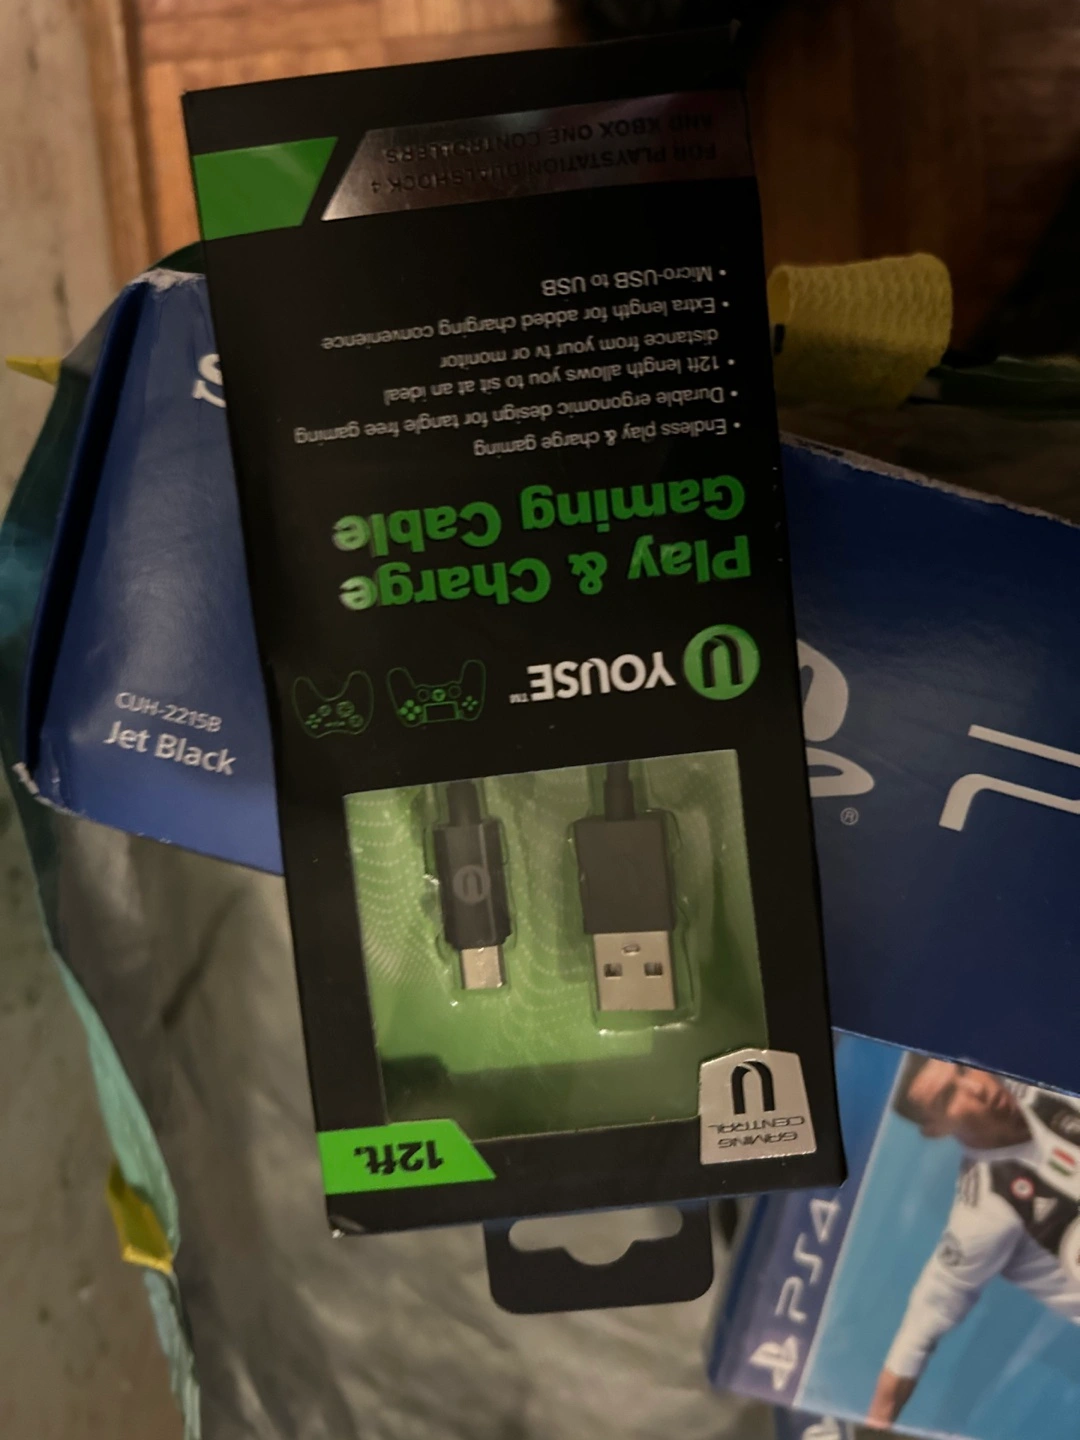 12ft.
GAMING
CENTRAL
YOUSE™
Play & Charge
Gaming Cable
• Endless play & charge gaming
• Durable ergonomic design for tangle free gaming
• 12ft length allows you to sit at an ideal
distance from your tv or monitor
• Extra length for added charging convenience
• Micro-USB to USB
FOR PLAYSTATION DUALSHOCK 4
AND XBOX ONE CONTROLLERS
CUH-2215B
Jet Black
®
PS4